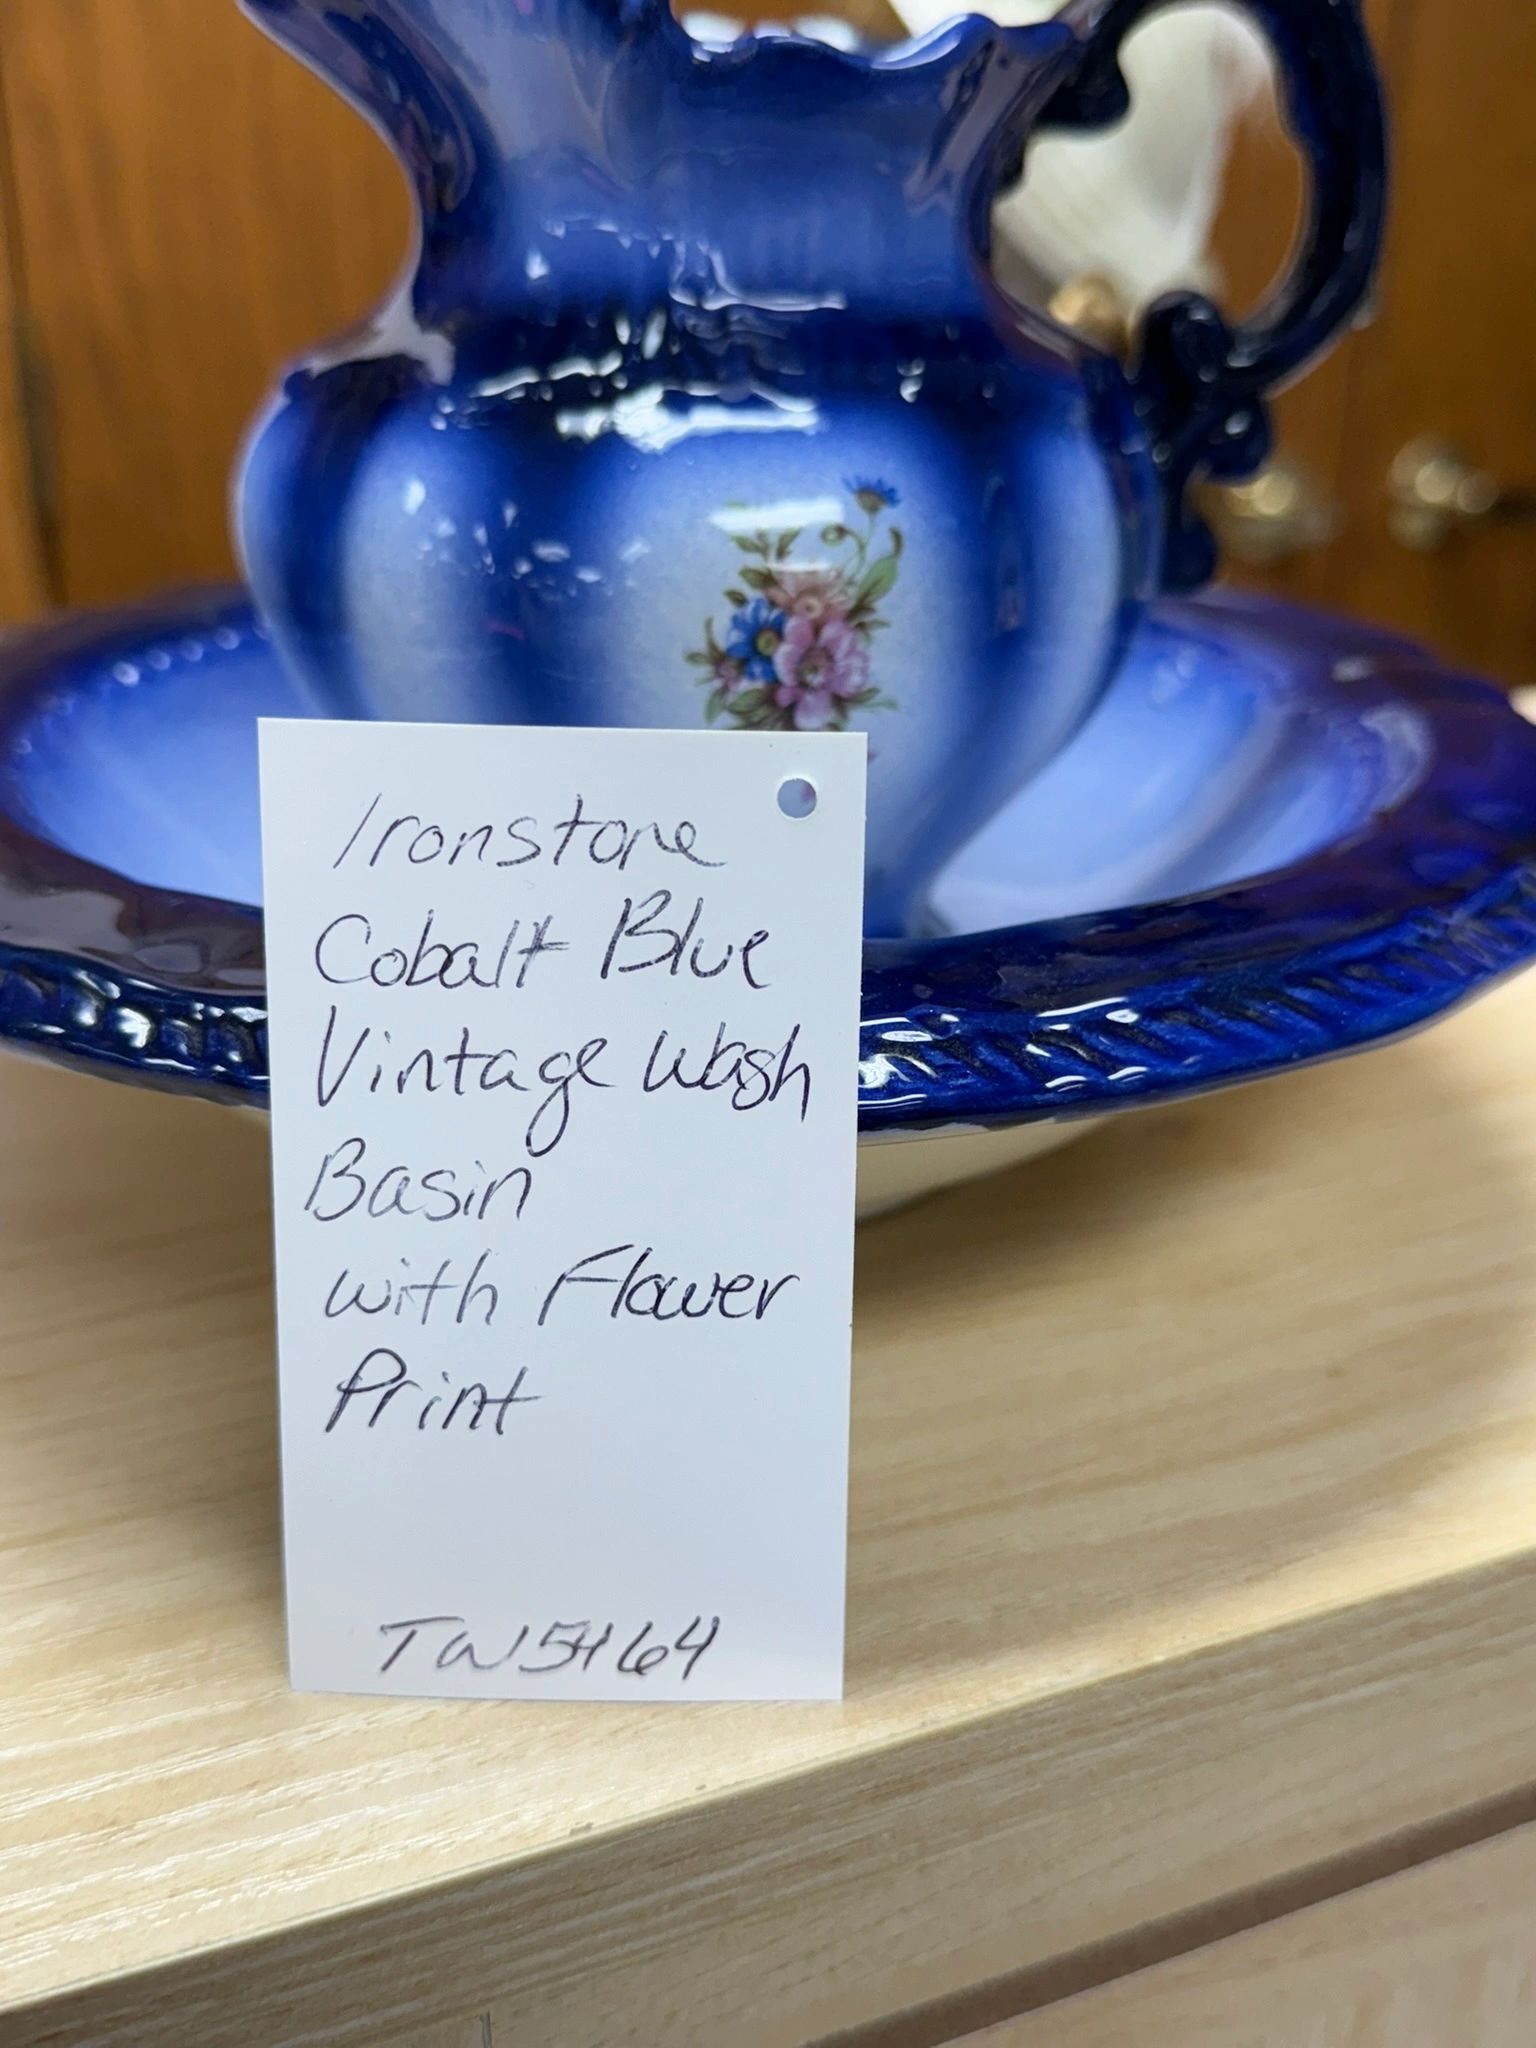 Ironstone
Cobalt Blue
Vintage Wash
Basin
with Flower
Print
TW5464